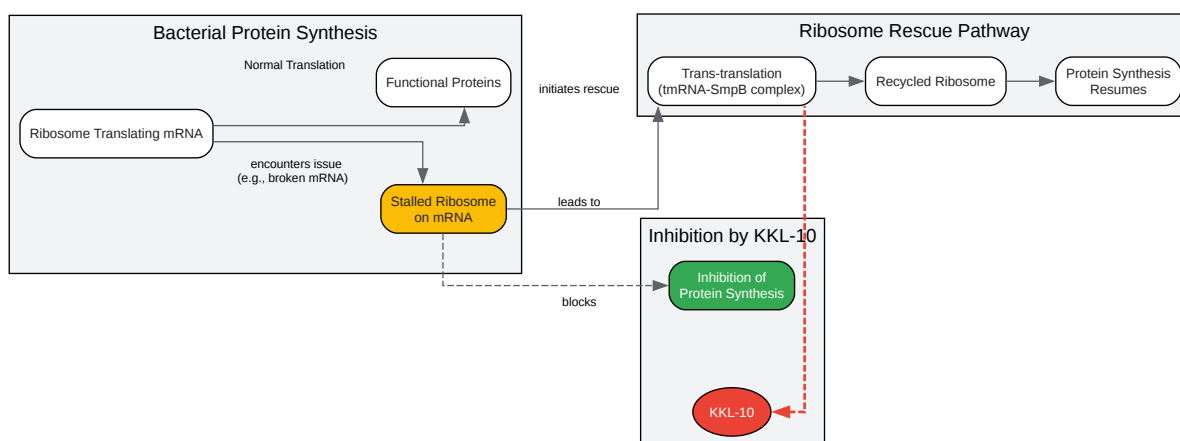 Bacterial Protein Synthesis
Normal Translation
Functional Proteins
Ribosome Translating mRNA
encounters issue
(e.g., broken mRNA)
Stalled Ribosome
on mRNA
initiates rescue
leads to
blocks
Ribosome Rescue Pathway
Trans-translation
(tmRNA-SmpB complex)
Recycled Ribosome
Protein Synthesis
Resumes
Inhibition by KKL-10
Inhibition of
Protein Synthesis
KKL-10